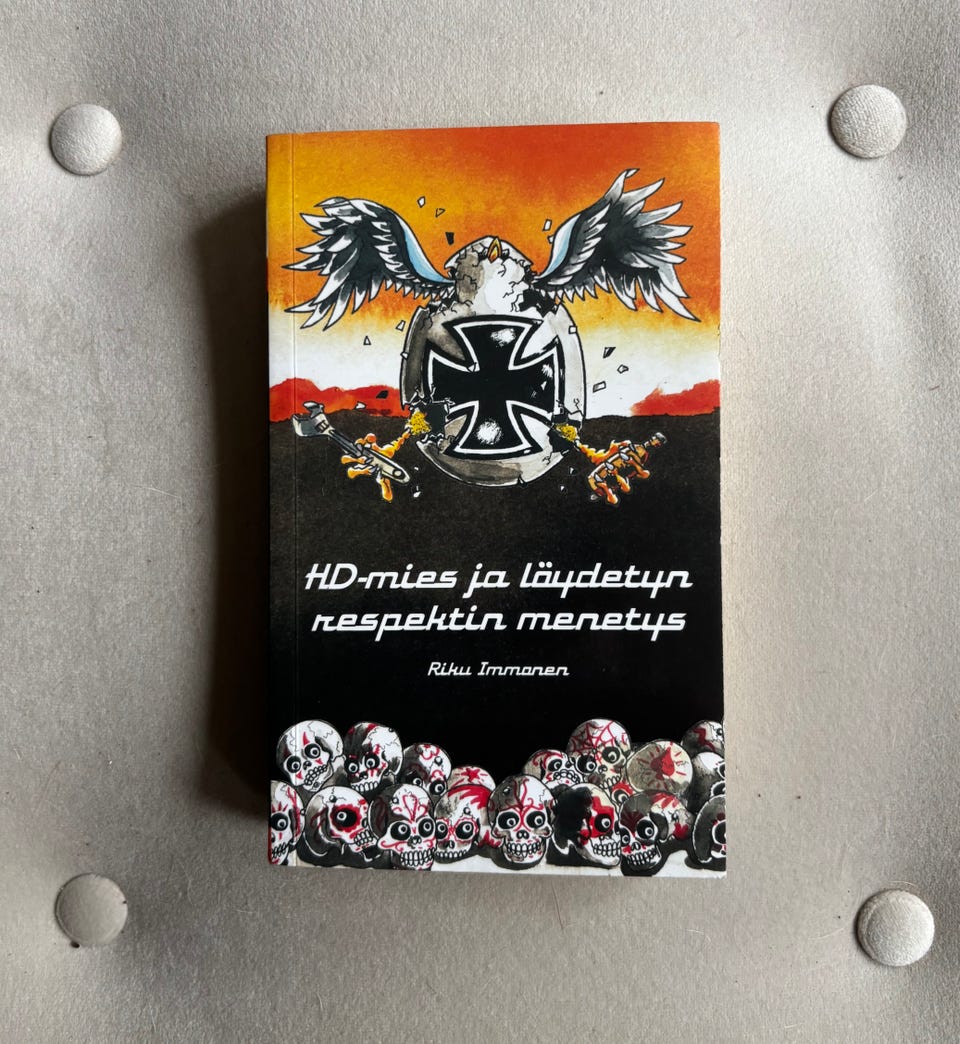 HD-mies ja löydetyn
respektin menetys
Riku Immonen